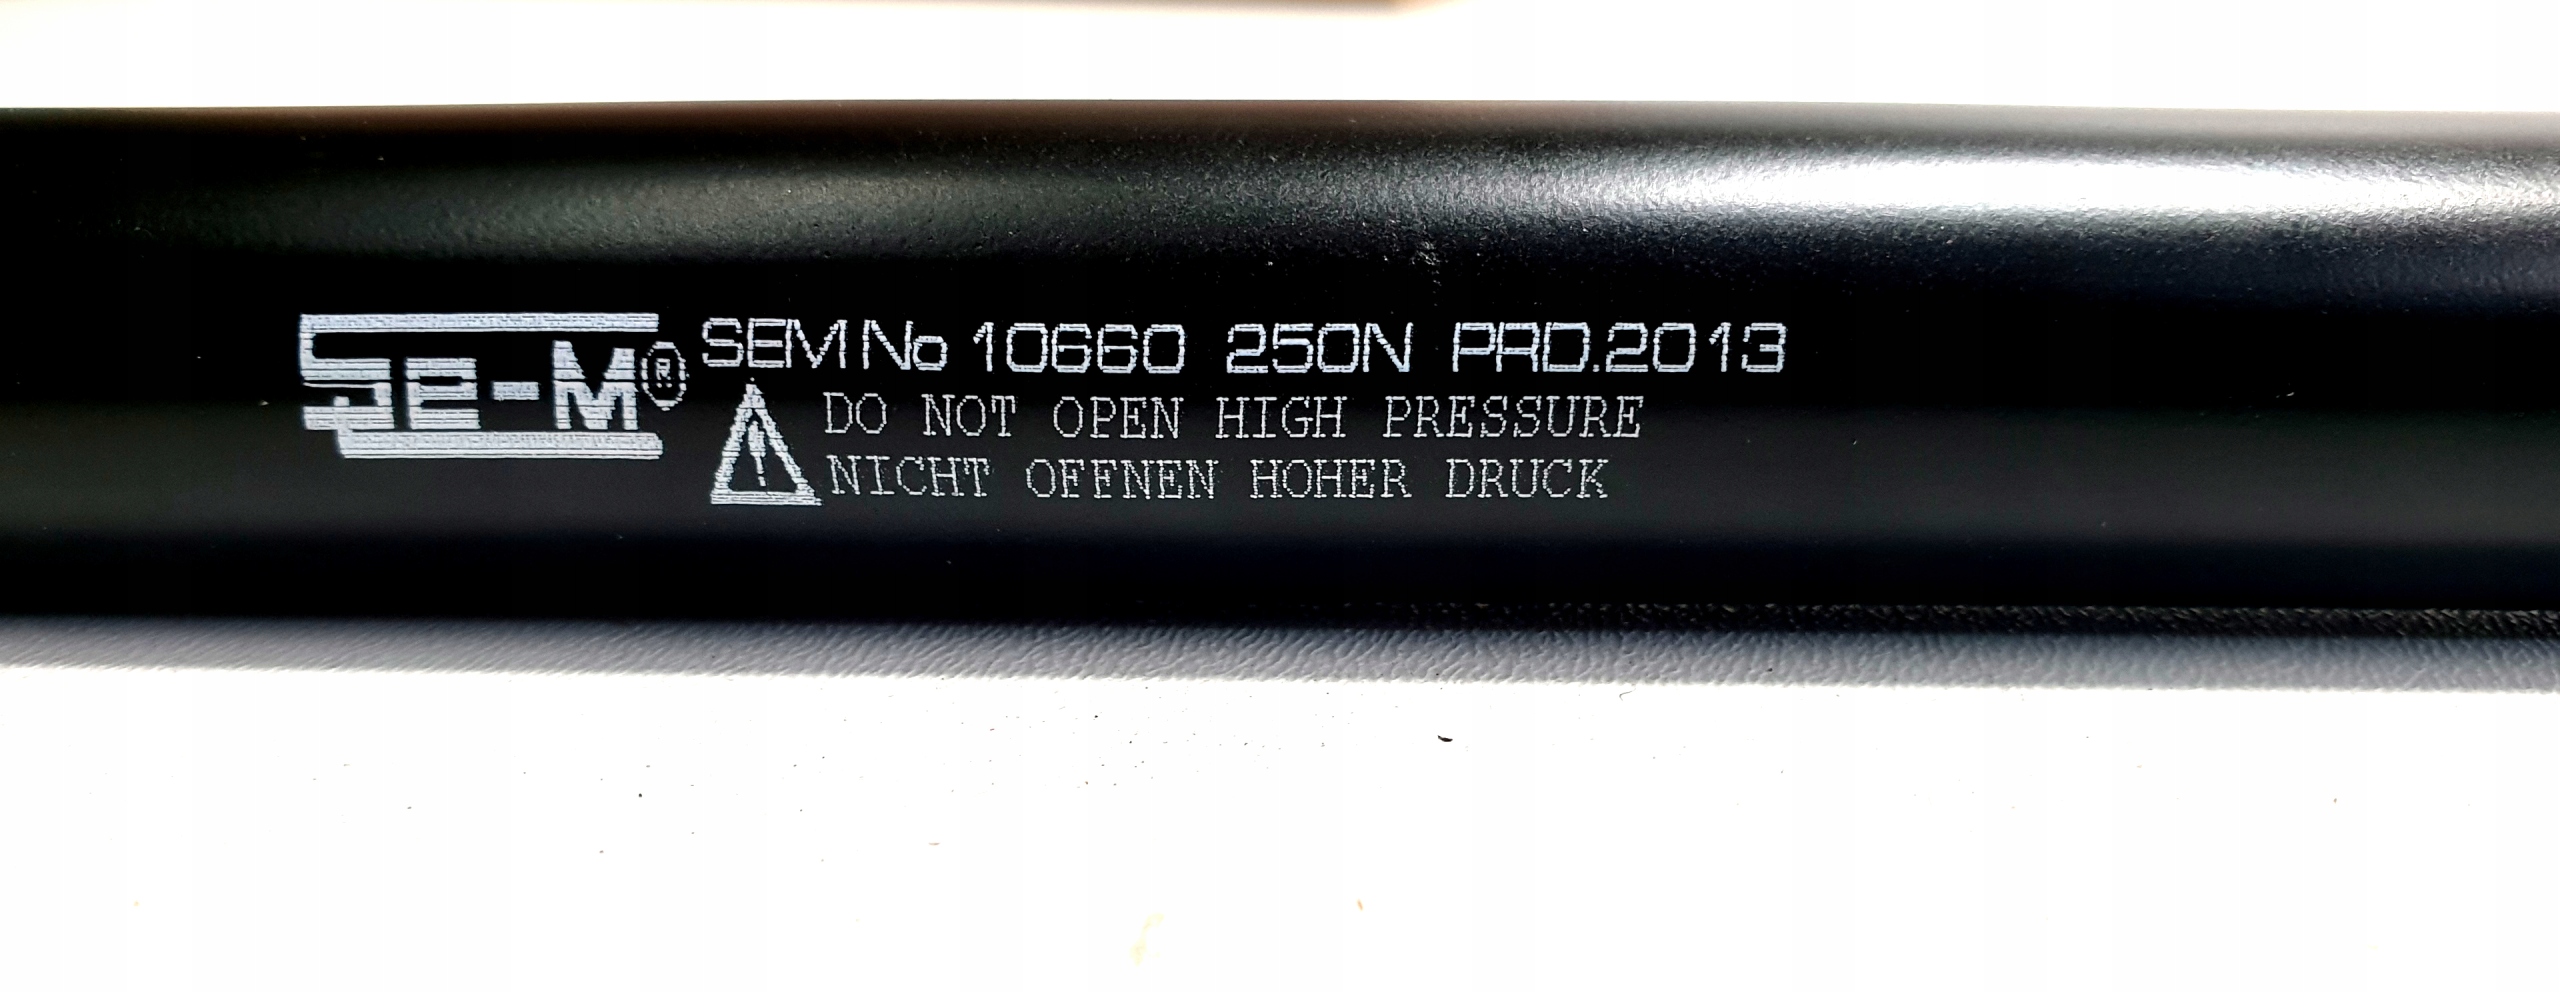 Se-M® SEM No 10660 250N PRD.2013
DO NOT OPEN HIGH PRESSURE
NICHT OFFNEN HOHER DRUCK